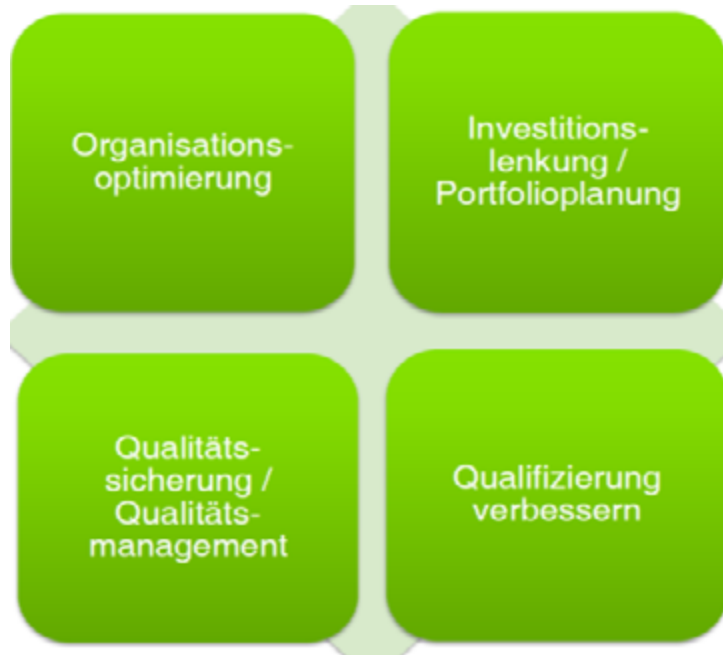 Organisations-
optimierung
Investitions-
lenkung /
Portfolioplanung
Qualitäts-
sicherung /
Qualitäts-
management
Qualifizierung
verbessern